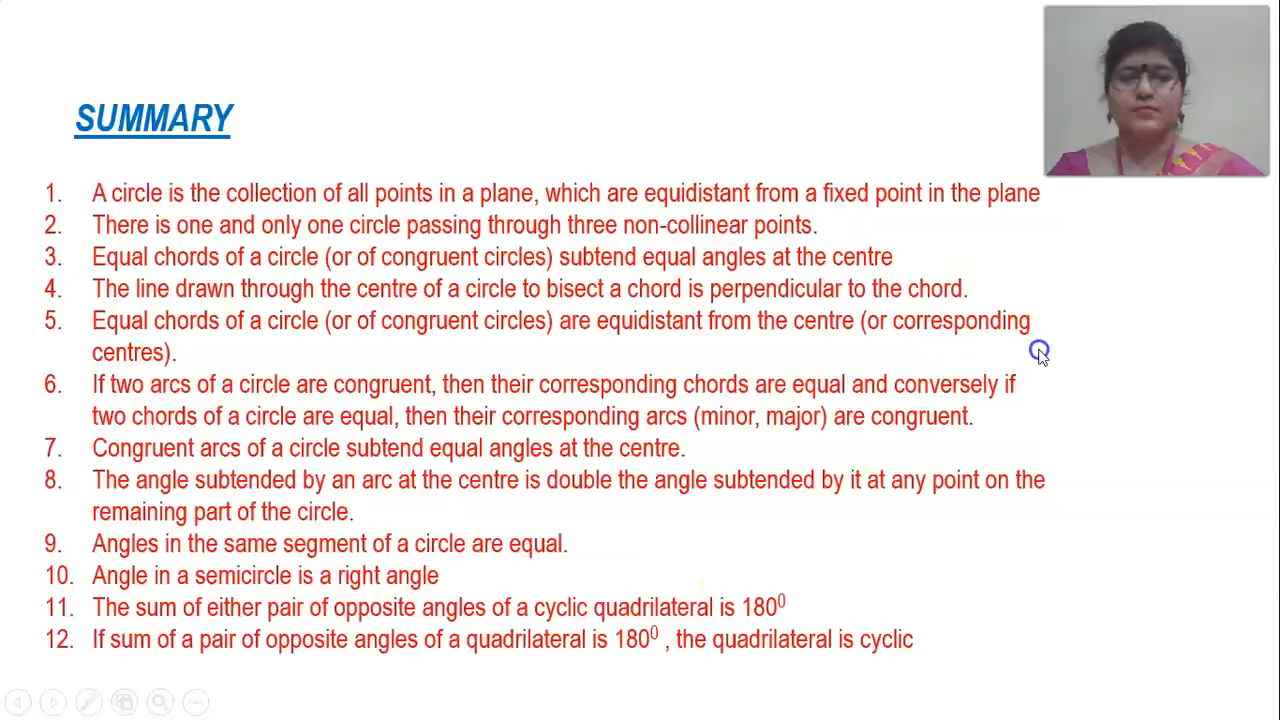 SUMMARY
1. A circle is the collection of all points in a plane, which are equidistant from a fixed point in the plane
2. There is one and only one circle passing through three non-collinear points.
3. Equal chords of a circle (or of congruent circles) subtend equal angles at the centre
4. The line drawn through the centre of a circle to bisect a chord is perpendicular to the chord.
5. Equal chords of a circle (or of congruent circles) are equidistant from the centre (or corresponding
centres).
6. If two arcs of a circle are congruent, then their corresponding chords are equal and conversely if
two chords of a circle are equal, then their corresponding arcs (minor, major) are congruent.
7. Congruent arcs of a circle subtend equal angles at the centre.
8. The angle subtended by an arc at the centre is double the angle subtended by it at any point on the
remaining part of the circle.
9. Angles in the same segment of a circle are equal.
10. Angle in a semicircle is a right angle
11. The sum of either pair of opposite angles of a cyclic quadrilateral is 180⁰
12. If sum of a pair of opposite angles of a quadrilateral is 180⁰ , the quadrilateral is cyclic